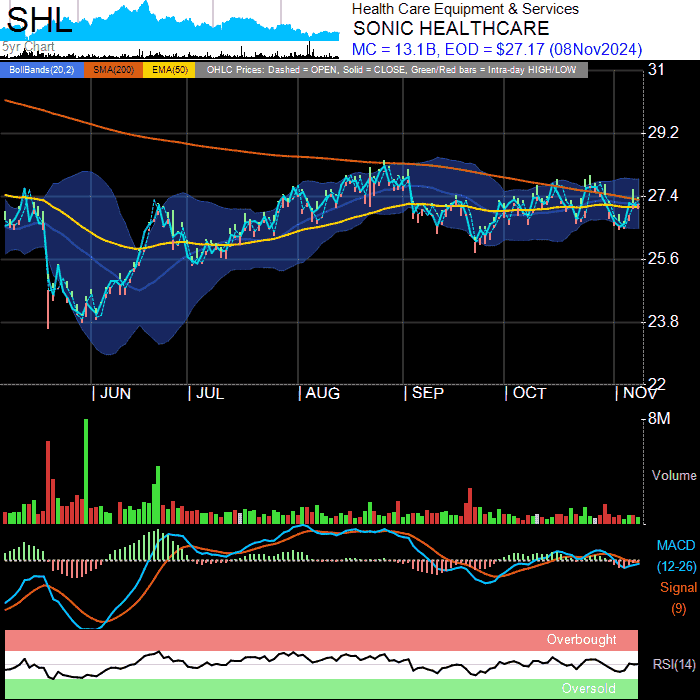 SHL
5yr Chart
Health Care Equipment & Services
SONIC HEALTHCARE
MC = 13.1B, EOD = $27.17 (08Nov2024)
BollBands(20,2) SMA(200) EMA(50) OHLC Prices: Dashed = OPEN, Solid = CLOSE, Green/Red bars = Intra-day HIGH/LOW
31
29.2
27.4
25.6
23.8
22
JUN JUL AUG SEP OCT NOV
8M
Volume
MACD
(12-26)
Signal
(9)
Overbought
RSI(14)
Oversold